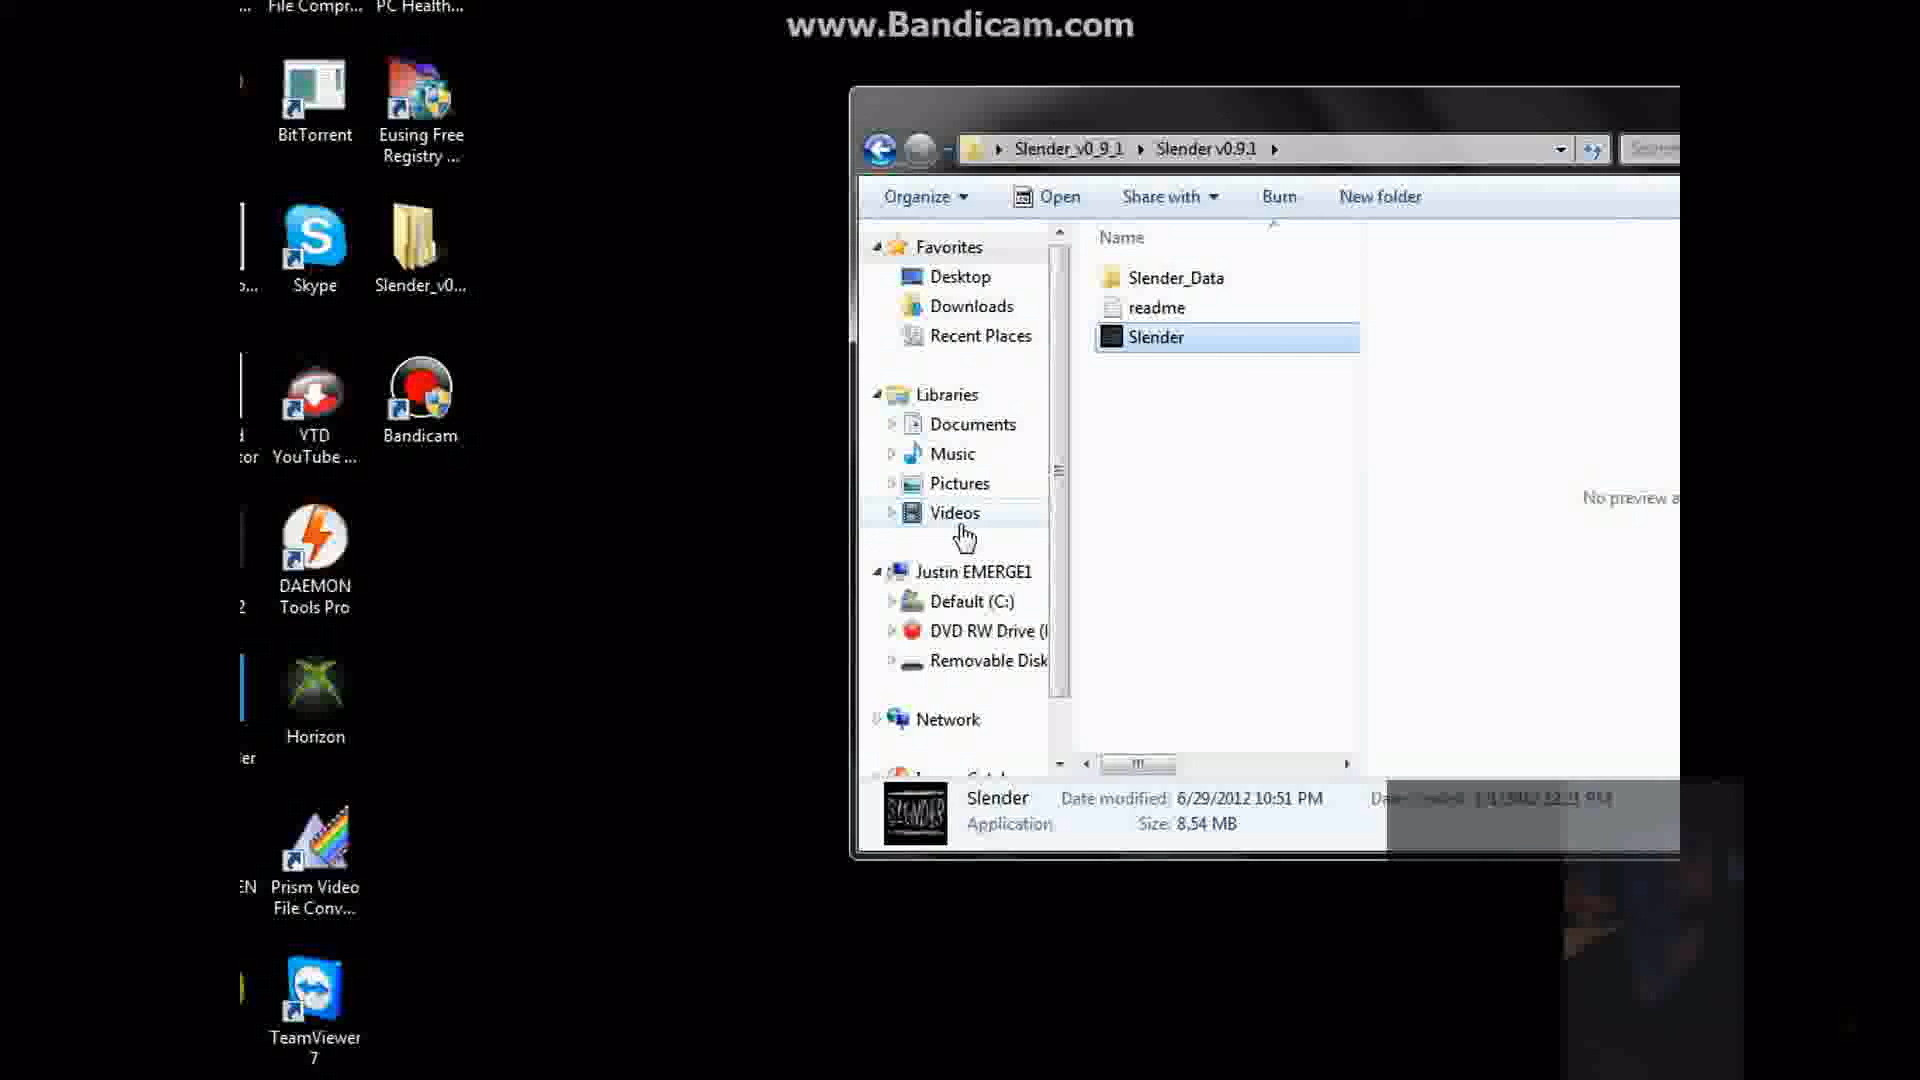 www.Bandicam.com
File Compr...
PC Health...
BitTorrent
Eusing Free
Registry ...
Skype
Slender_v0...
YTD
YouTube ...
Bandicam
DAEMON
Tools Pro
Horizon
Prism Video
File Conv...
TeamViewer
7
Slender_v0_9_1
Slender v0.9.1
Organize
Open
Share with
Burn
New folder
Favorites
Desktop
Downloads
Recent Places
Libraries
Documents
Music
Pictures
Videos
Justin EMERGE1
Default (C:)
DVD RW Drive (
Removable Disk
Network
Name
Slender_Data
readme
Slender
No preview a
SLENDER
Slender
Date modified: 6/29/2012 10:51 PM
Application
Size: 8.54 MB